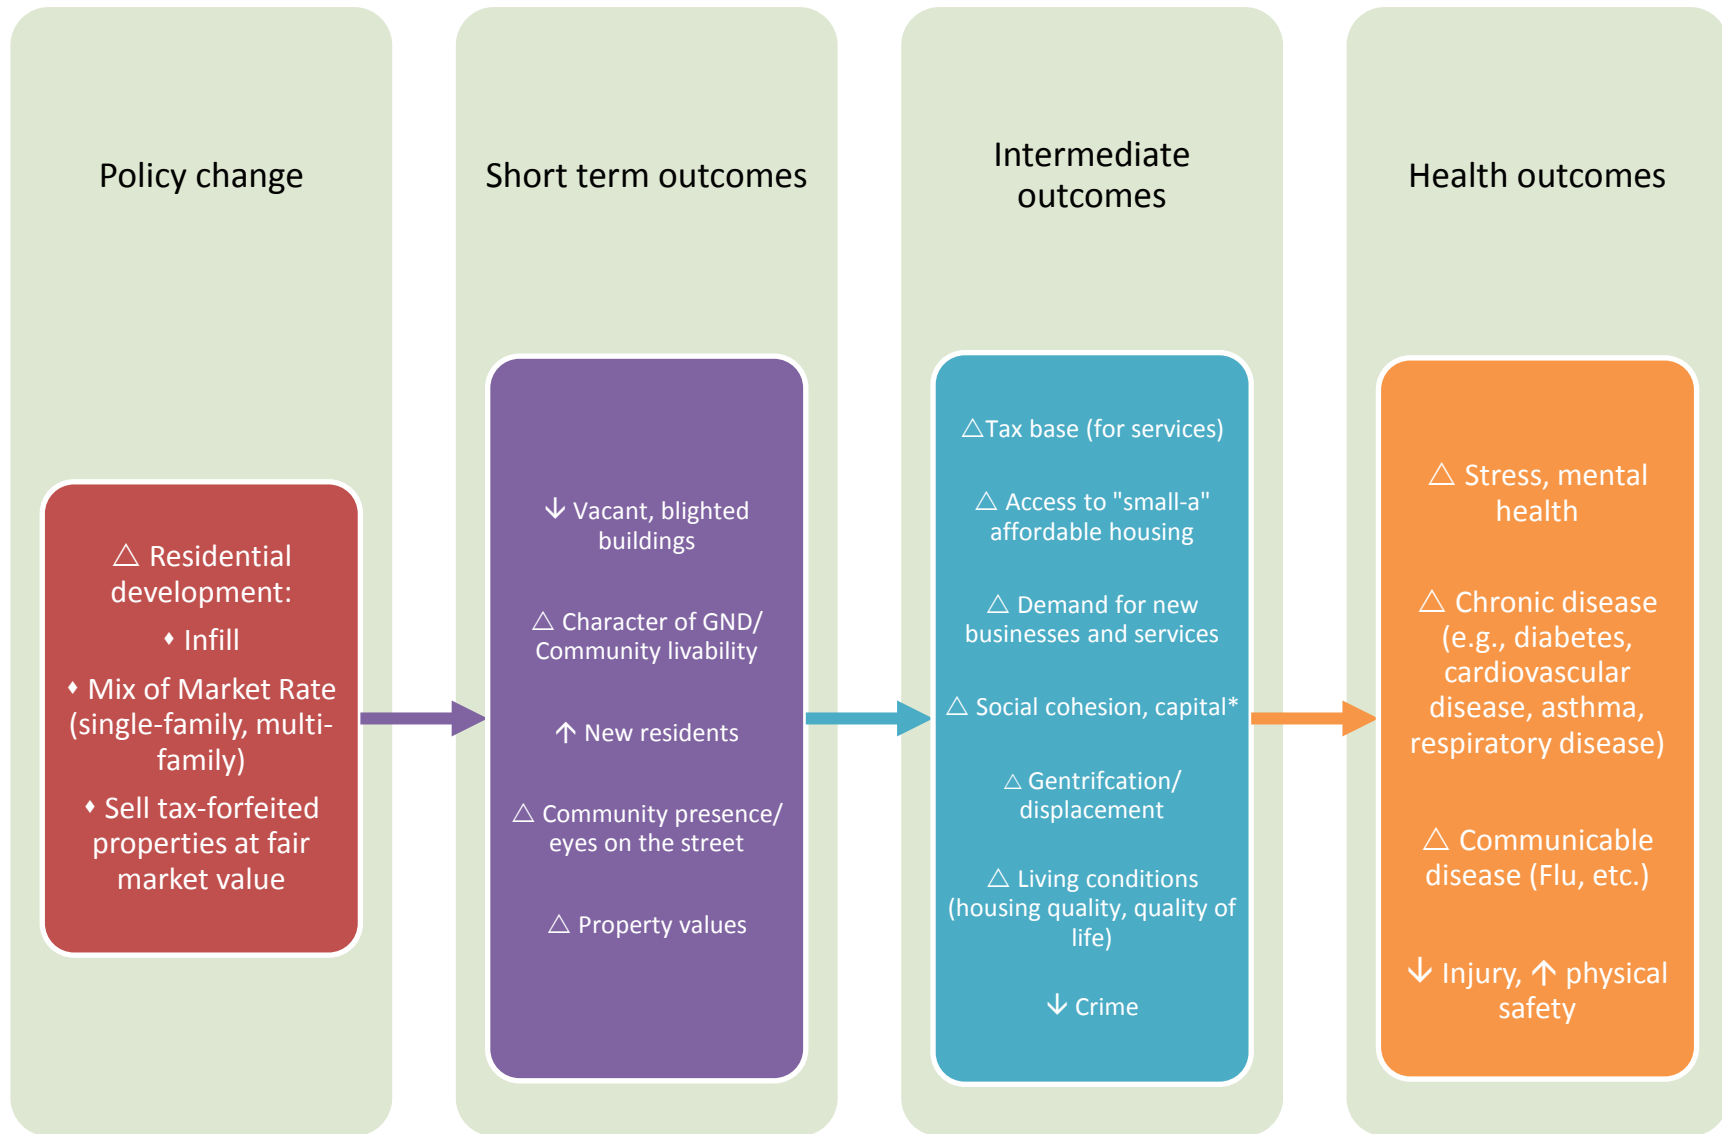 Policy change
△ Residential
development:
♦ Infill
♦ Mix of Market Rate
(single-family, multi-
family)
♦ Sell tax-forfeited
properties at fair
market value
Short term outcomes
↓ Vacant, blighted
buildings
△ Character of GND/
Community livability
↑ New residents
△ Community presence/
eyes on the street
△ Property values
Intermediate
outcomes
△Tax base (for services)
△ Access to "small-a"
affordable housing
△ Demand for new
businesses and services
△ Social cohesion, capital*
△ Gentrifcation/
displacement
△ Living conditions
(housing quality, quality of
life)
↓ Crime
Health outcomes
△ Stress, mental
health
△ Chronic disease
(e.g., diabetes,
cardiovascular
disease, asthma,
respiratory disease)
△ Communicable
disease (Flu, etc.)
↓ Injury, ↑ physical
safety